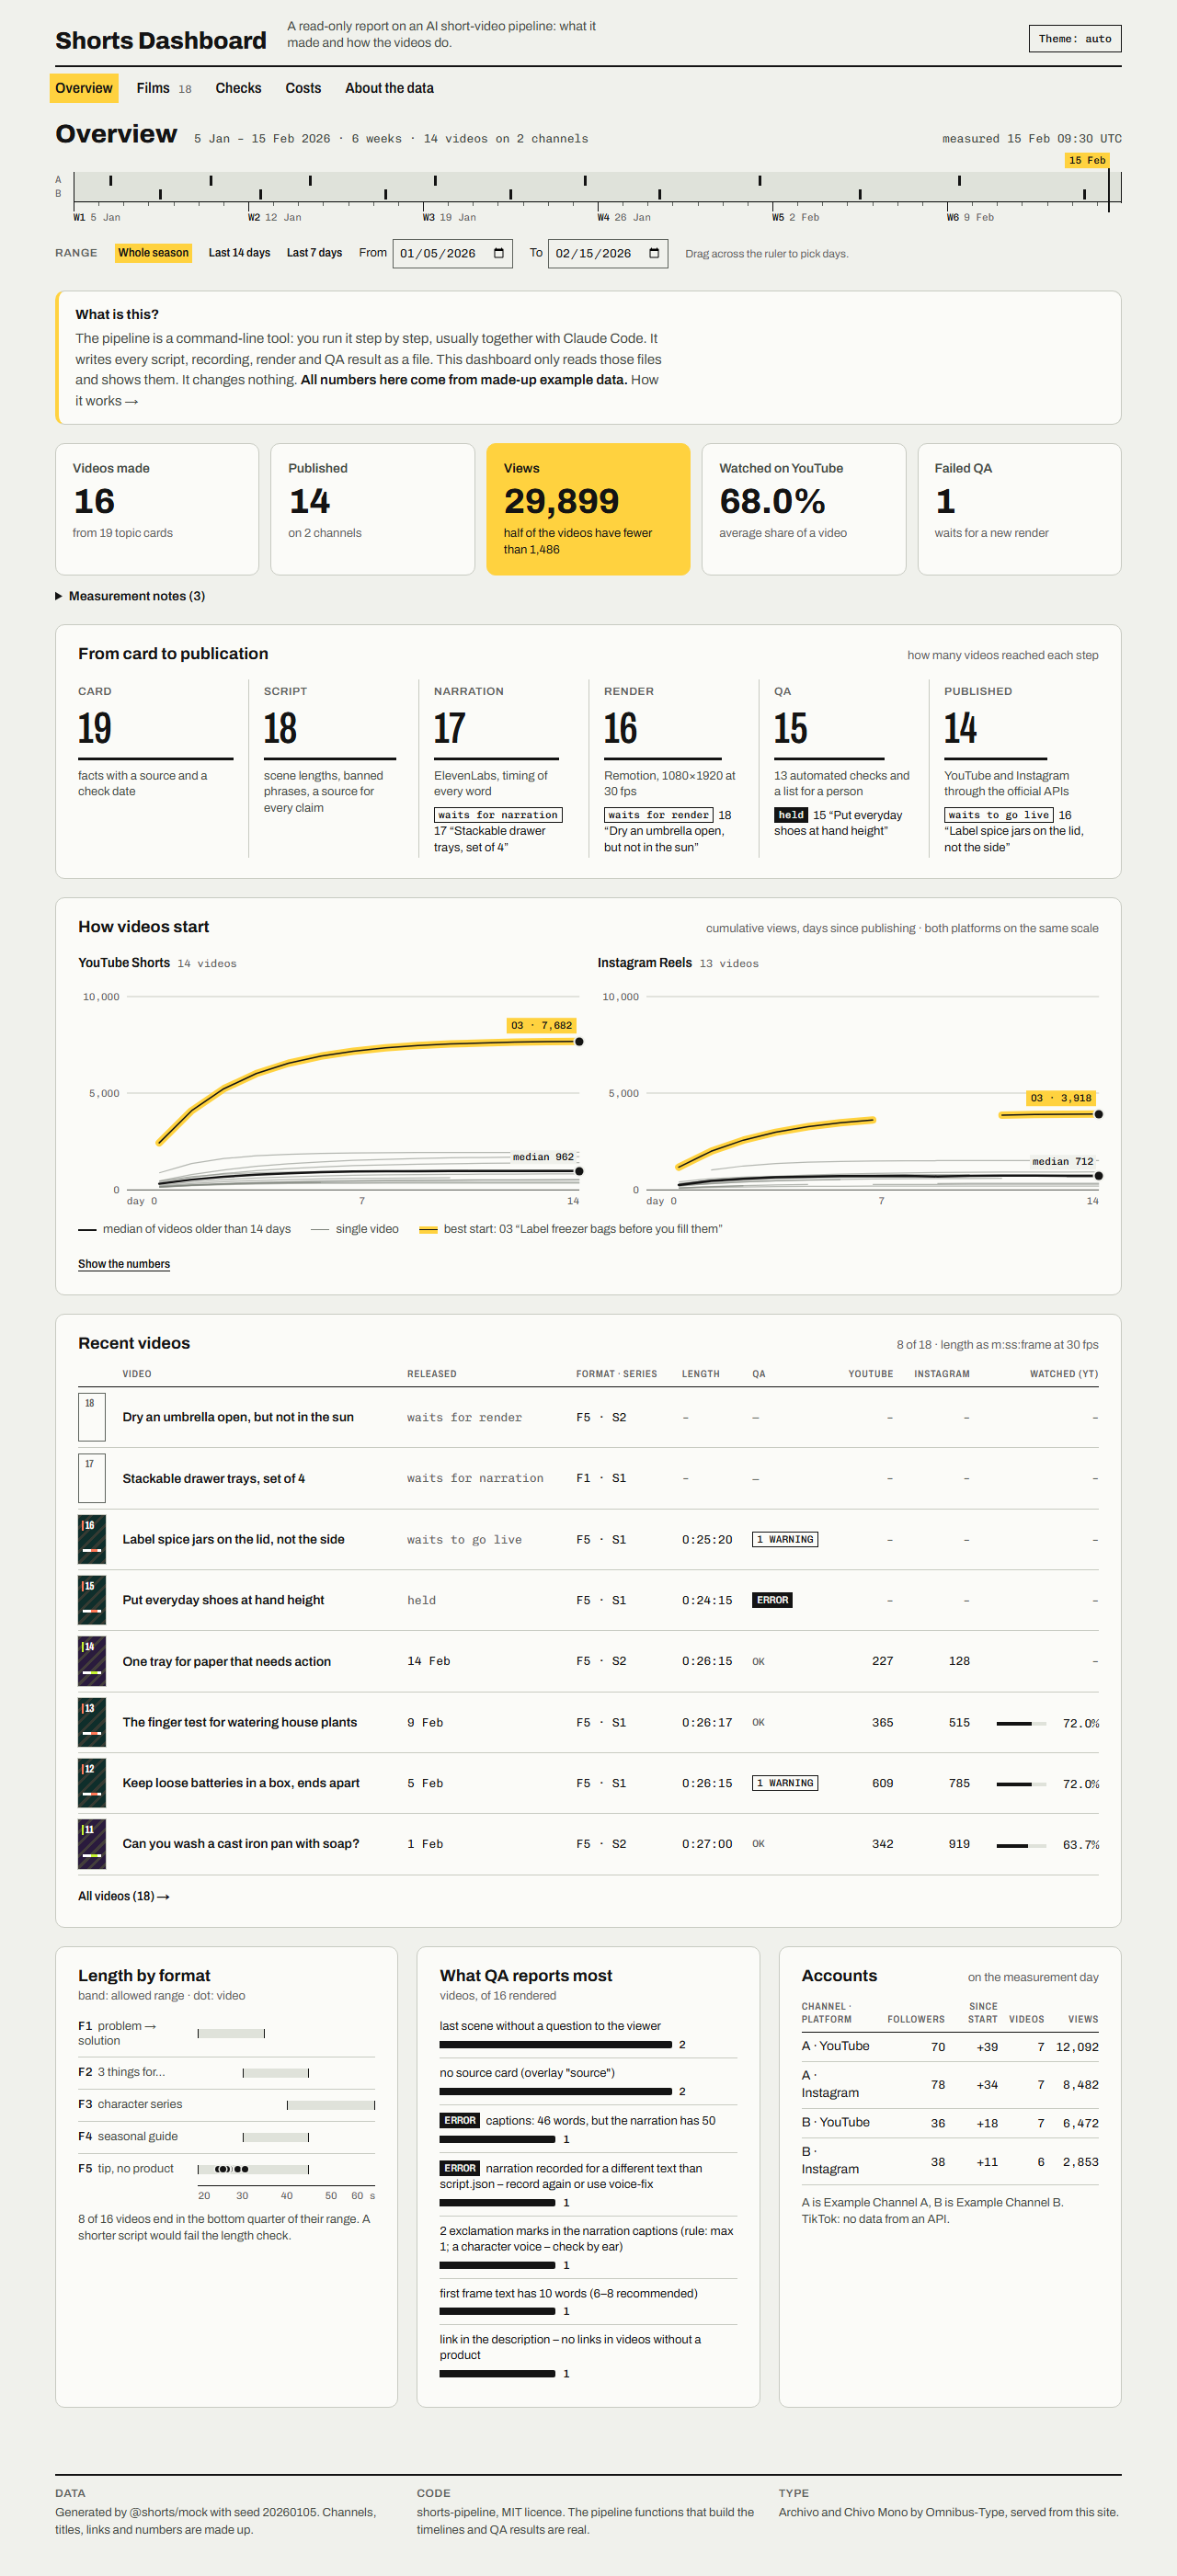 Shorts Dashboard
A read-only report on an AI short-video pipeline: what it
made and how the videos do.
Theme: auto
Overview
Films 18
Checks
Costs
About the data
Overview
5 Jan – 15 Feb 2026 · 6 weeks · 14 videos on 2 channels
measured 15 Feb 09:30 UTC
15 Feb
A
B
W1 5 Jan
W2 12 Jan
W3 19 Jan
W4 26 Jan
W5 2 Feb
W6 9 Feb
RANGE
Whole season
Last 14 days
Last 7 days
From
01/05/2026
To
02/15/2026
Drag across the ruler to pick days.
What is this?
The pipeline is a command-line tool: you run it step by step, usually together with Claude Code. It
writes every script, recording, render and QA result as a file. This dashboard only reads those files
and shows them. It changes nothing. All numbers here come from made-up example data. How
it works →
Videos made
16
from 19 topic cards
Published
14
on 2 channels
Views
29,899
half of the videos have fewer
than 1,486
Watched on YouTube
68.0%
average share of a video
Failed QA
1
waits for a new render
Measurement notes (3)
From card to publication
how many videos reached each step
CARD
19
facts with a source and a
check date
SCRIPT
18
scene lengths, banned
phrases, a source for
every claim
NARRATION
17
ElevenLabs, timing of
every word
waits for narration
17 “Stackable drawer
trays, set of 4”
RENDER
16
Remotion, 1080×1920 at
30 fps
waits for render 18
“Dry an umbrella open,
but not in the sun”
QA
15
13 automated checks and
a list for a person
held 15 “Put everyday
shoes at hand height”
PUBLISHED
14
YouTube and Instagram
through the official APIs
waits to go live 16
“Label spice jars on the lid,
not the side”
How videos start
cumulative views, days since publishing · both platforms on the same scale
YouTube Shorts 14 videos
10,000
03 · 7,682
5,000
median 962
0
day 0
7
14
Instagram Reels 13 videos
10,000
5,000
03 · 3,918
median 712
0
day 0
7
14
median of videos older than 14 days
single video
best start: 03 “Label freezer bags before you fill them”
Show the numbers
Recent videos
8 of 18 · length as m:ss:frame at 30 fps
VIDEO RELEASED FORMAT · SERIES LENGTH QA YOUTUBE INSTAGRAM WATCHED (YT)
18 Dry an umbrella open, but not in the sun waits for render F5 · S2 – – – – –
17 Stackable drawer trays, set of 4 waits for narration F1 · S1 – – – – –
16 Label spice jars on the lid, not the side waits to go live F5 · S1 0:25:20 1 WARNING – – –
15 Put everyday shoes at hand height held F5 · S1 0:24:15 ERROR – – –
14 One tray for paper that needs action 14 Feb F5 · S2 0:26:15 OK 227 128 –
13 The finger test for watering house plants 9 Feb F5 · S1 0:26:17 OK 365 515 72.0%
12 Keep loose batteries in a box, ends apart 5 Feb F5 · S1 0:26:15 1 WARNING 609 785 72.0%
11 Can you wash a cast iron pan with soap? 1 Feb F5 · S2 0:27:00 OK 342 919 63.7%
All videos (18) →
Length by format
band: allowed range · dot: video
F1 problem →
solution
F2 3 things for…
F3 character series
F4 seasonal guide
F5 tip, no product
20 30 40 50 60 s
8 of 16 videos end in the bottom quarter of their range. A
shorter script would fail the length check.
What QA reports most
videos, of 16 rendered
last scene without a question to the viewer
2
no source card (overlay "source")
2
ERROR captions: 46 words, but the narration has 50
1
ERROR narration recorded for a different text than
script.json – record again or use voice-fix
1
2 exclamation marks in the narration captions (rule: max
1; a character voice – check by ear)
1
first frame text has 10 words (6–8 recommended)
1
link in the description – no links in videos without a
product
1
Accounts
on the measurement day
CHANNEL ·
PLATFORM FOLLOWERS SINCE
START VIDEOS VIEWS
A · YouTube 70 +39 7 12,092
A ·
Instagram 78 +34 7 8,482
B · YouTube 36 +18 7 6,472
B ·
Instagram 38 +11 6 2,853
A is Example Channel A, B is Example Channel B.
TikTok: no data from an API.
DATA
Generated by @shorts/mock with seed 20260105. Channels,
titles, links and numbers are made up.
CODE
shorts-pipeline, MIT licence. The pipeline functions that build the
timelines and QA results are real.
TYPE
Archivo and Chivo Mono by Omnibus-Type, served from this site.